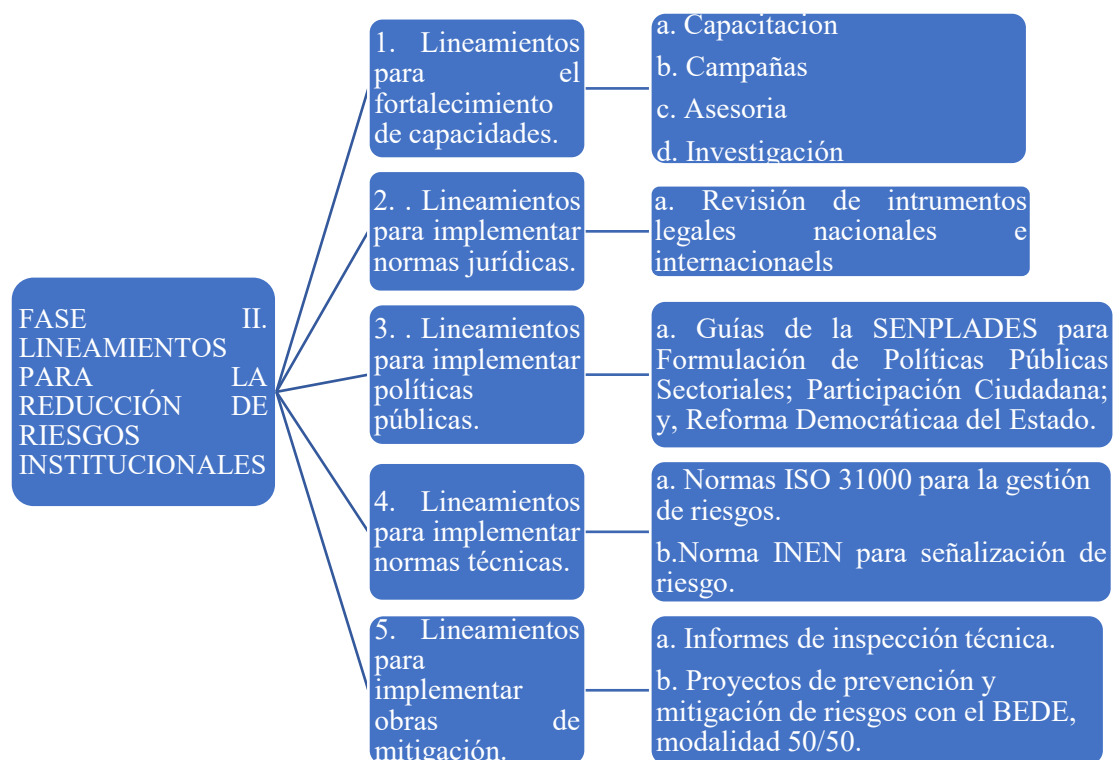 FASE II.
LINEAMIENTOS
PARA LA
REDUCCIÓN DE
RIESGOS
INSTITUCIONALES
1. Lineamientos
para el
fortalecimiento
de capacidades.
a. Capacitacion
b. Campañas
c. Asesoria
d. Investigación
2. . Lineamientos
para implementar
normas jurídicas.
a. Revisión de intrumentos
legales nacionales e
internacionaels
3. . Lineamientos
para implementar
políticas
públicas.
a. Guías de la SENPLADES para
Formulación de Políticas Públicas
Sectoriales; Participación Ciudadana;
y, Reforma Democráticaa del Estado.
4. Lineamientos
para implementar
normas técnicas.
a. Normas ISO 31000 para la gestión
de riesgos.
b.Norma INEN para señalización de
riesgo.
5. Lineamientos
para
implementar
obras de
mitigación.
a. Informes de inspección técnica.
b. Proyectos de prevención y
mitigación de riesgos con el BEDE,
modalidad 50/50.